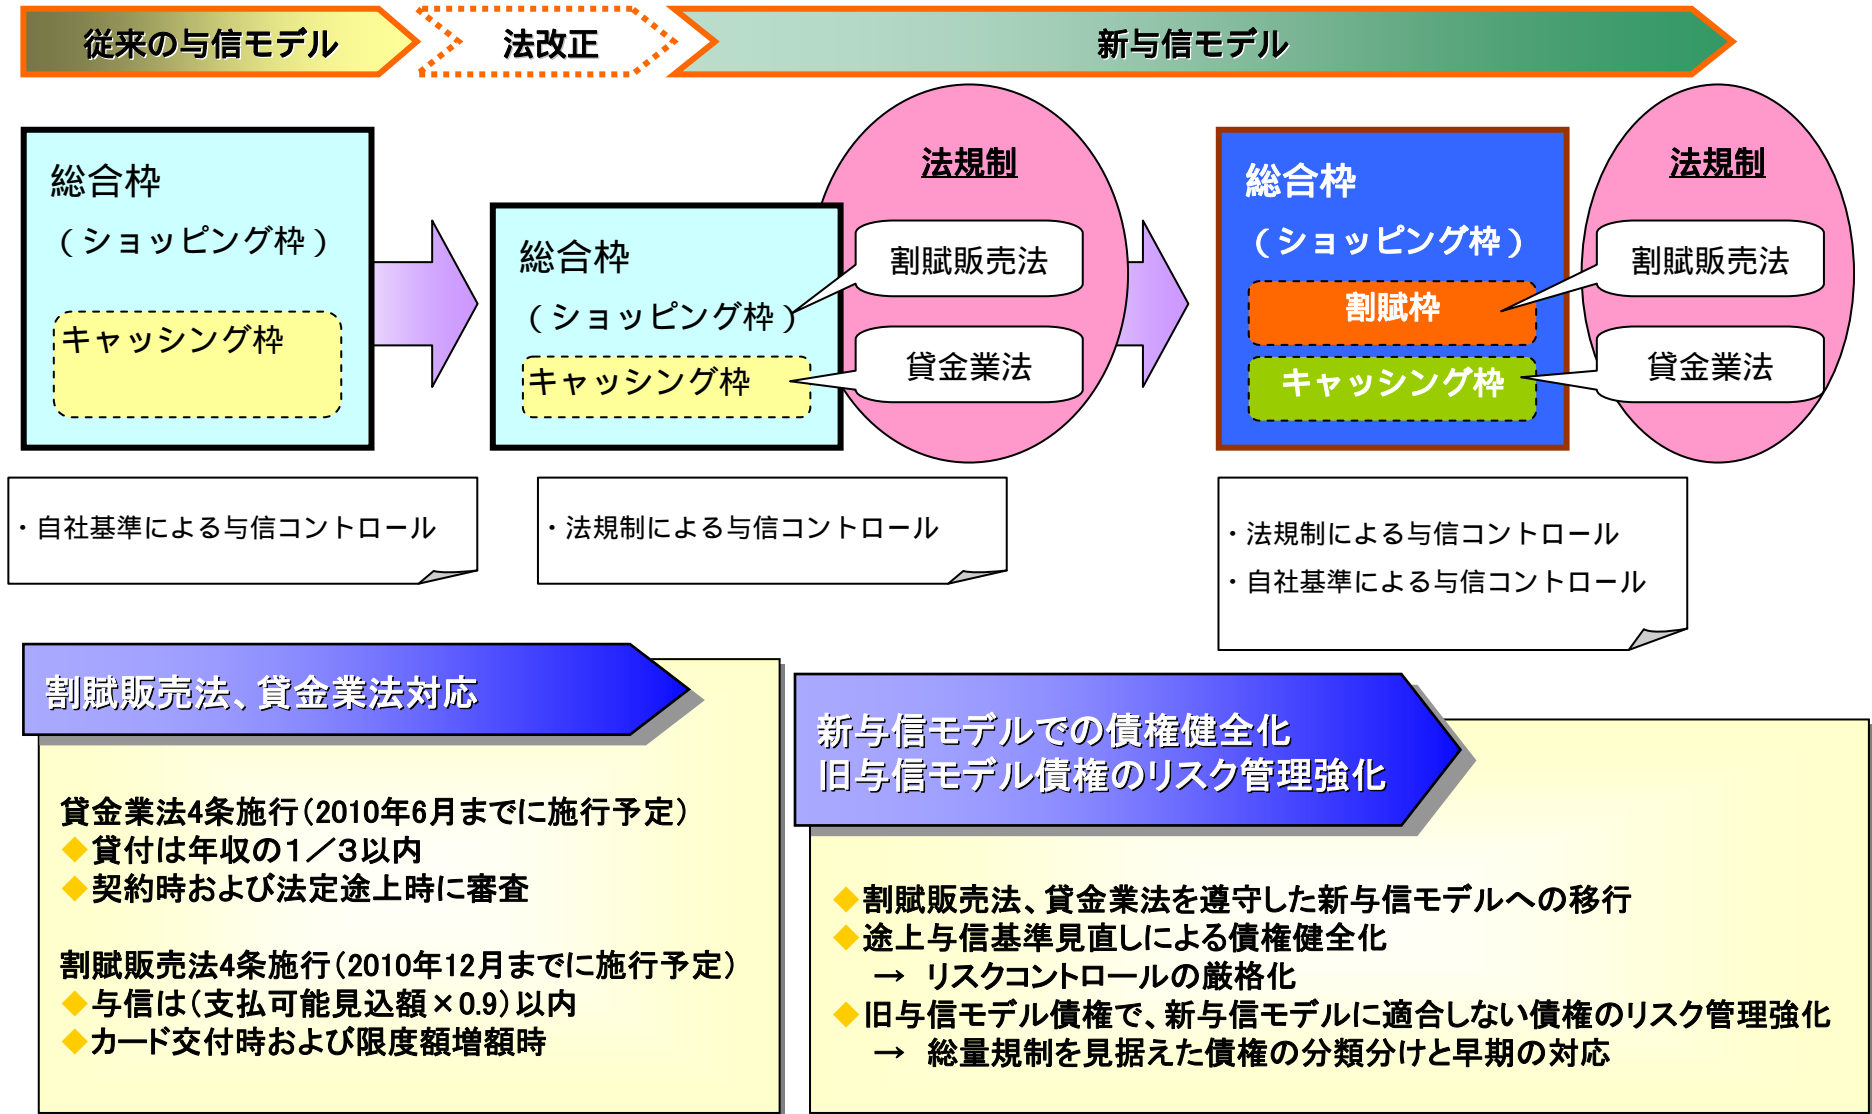 従来の与信モデル
法改正
新与信モデル
総合枠
（ショッピング枠）
キャッシング枠
総合枠
（ショッピング枠）
キャッシング枠
法規制
割賦販売法
貸金業法
総合枠
（ショッピング枠）
割賦枠
キャッシング枠
法規制
割賦販売法
貸金業法
・自社基準による与信コントロール
・法規制による与信コントロール
・法規制による与信コントロール
・自社基準による与信コントロール
割賦販売法、貸金業法対応
貸金業法4条施行（2010年6月までに施行予定）
◆貸付は年収の１／３以内
◆契約時および法定途上時に審査
割賦販売法4条施行（2010年12月までに施行予定）
◆与信は（支払可能見込額×0.9）以内
◆カード交付時および限度額増額時
新与信モデルでの債権健全化
旧与信モデル債権のリスク管理強化
◆割賦販売法、貸金業法を遵守した新与信モデルへの移行
◆途上与信基準見直しによる債権健全化
→ リスクコントロールの厳格化
◆旧与信モデル債権で、新与信モデルに適合しない債権のリスク管理強化
→ 総量規制を見据えた債権の分類分けと早期の対応